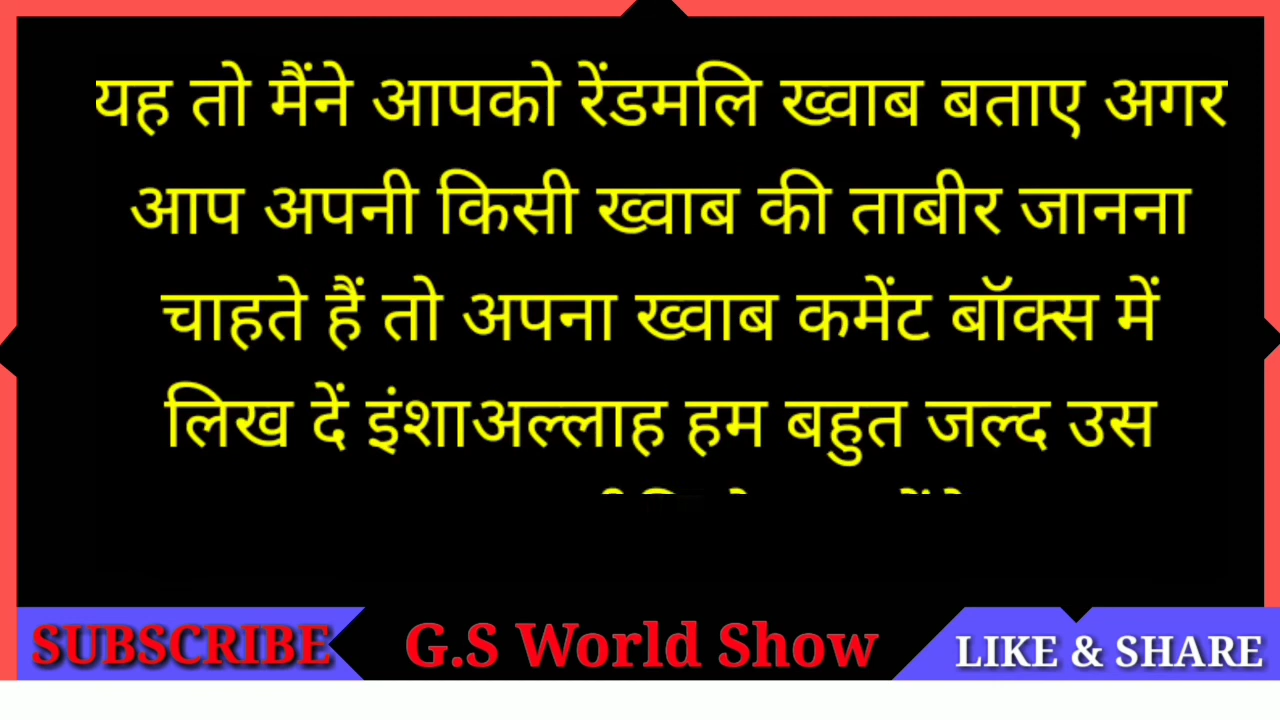 यह तो मैंने आपको रेंडमलि ख्वाब बताए अगर
आप अपनी किसी ख्वाब की ताबीर जानना
चाहते हैं तो अपना ख्वाब कमेंट बॉक्स में
लिख दें इंशाअल्लाह हम बहुत जल्द उस
SUBSCRIBE
G.S World Show
LIKE & SHARE